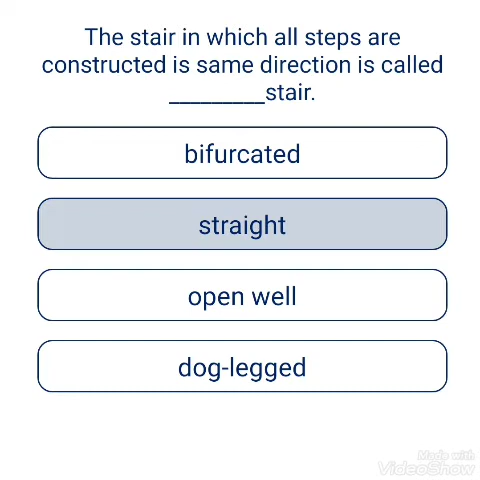 The stair in which all steps are
constructed is same direction is called
_________stair.
bifurcated
straight
open well
dog-legged
Made with
VideoShow